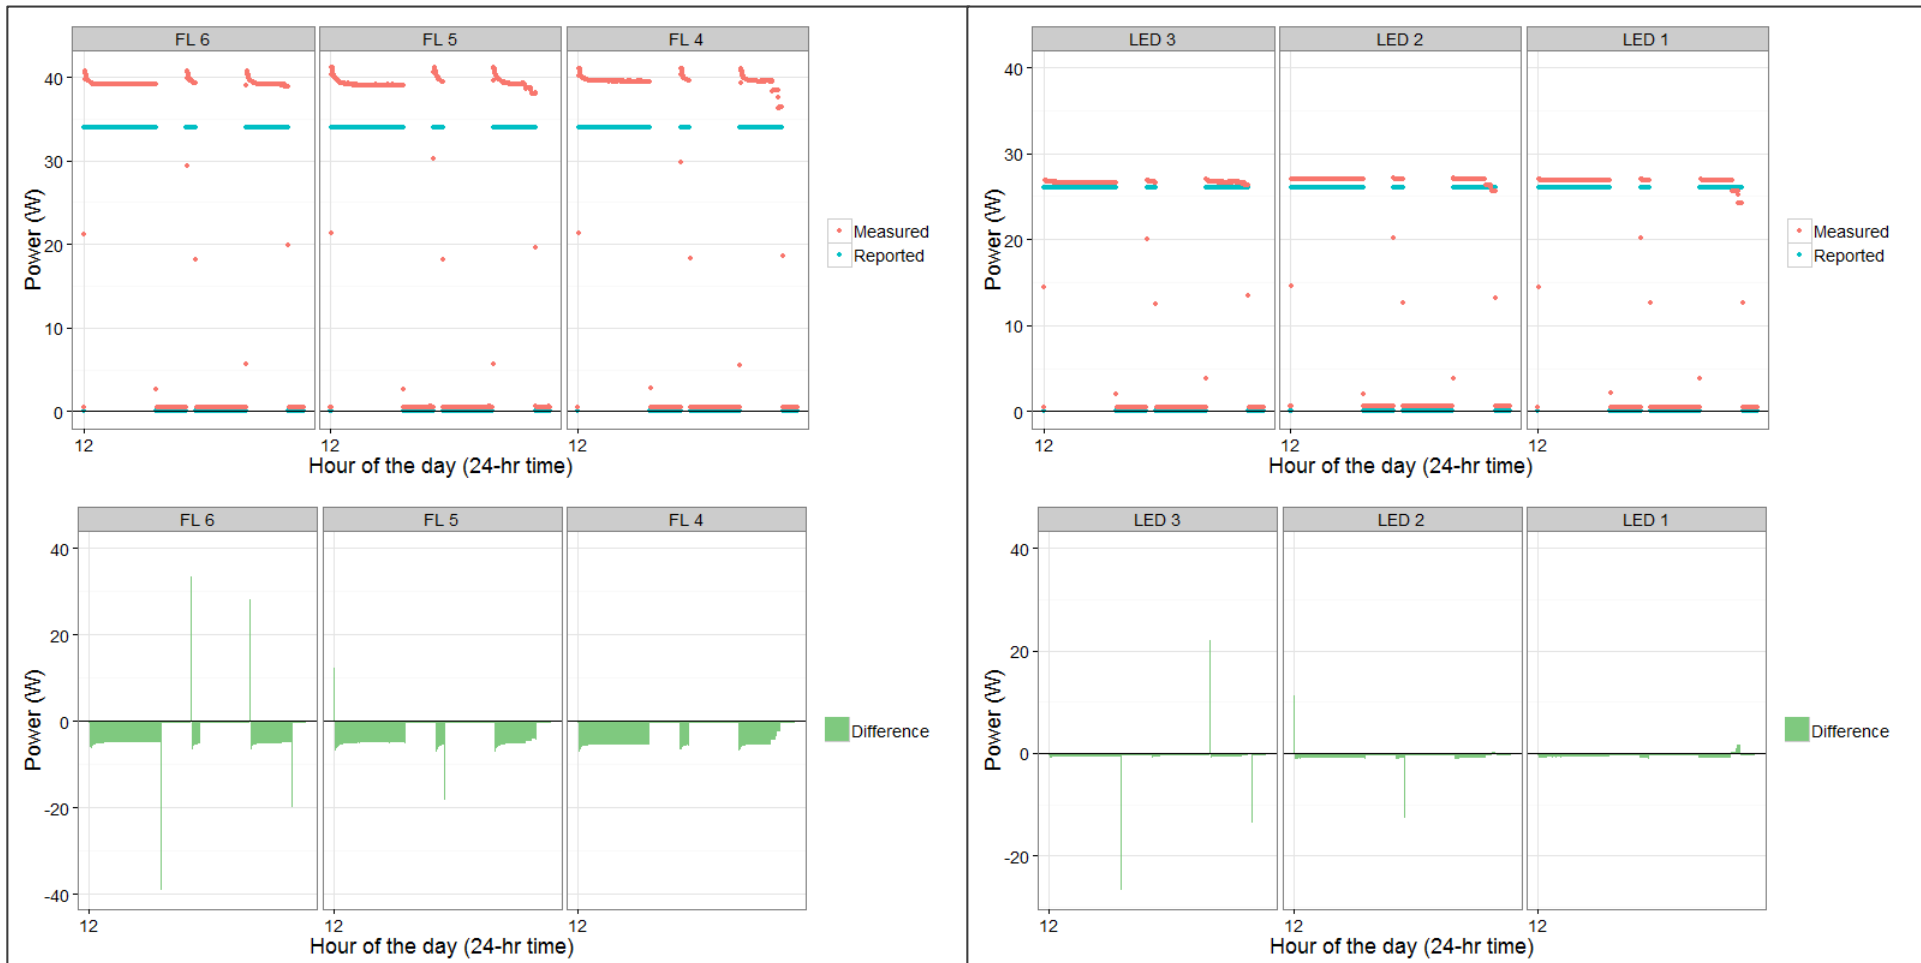 FL 6 FL 5 FL 4
40
30
20
10
0
Power (W)
12 12 12
Hour of the day (24-hr time)
Measured
Reported
LED 3 LED 2 LED 1
40
30
20
10
0
Power (W)
12 12 12
Hour of the day (24-hr time)
Measured
Reported
FL 6 FL 5 FL 4
40
20
0
-20
-40
Power (W)
12 12 12
Hour of the day (24-hr time)
Difference
LED 3 LED 2 LED 1
40
20
0
-20
Power (W)
12 12 12
Hour of the day (24-hr time)
Difference